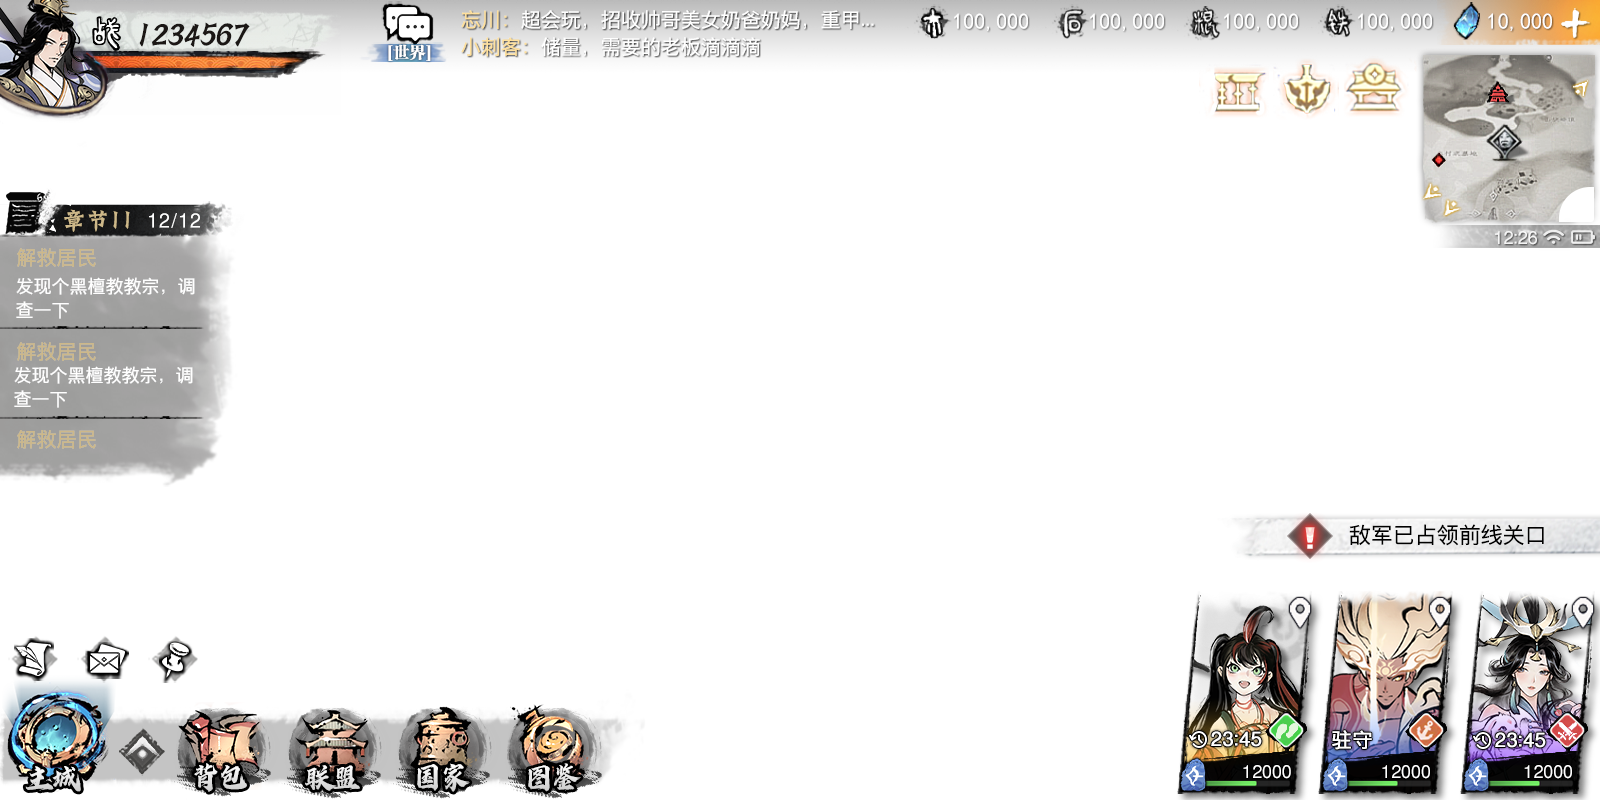 战 1234567
[世界]
忘川：超会玩，招收帅哥美女奶爸奶妈，重甲...
小刺客：储量，需要的老板滴滴滴
木 100,000
石 100,000
粮 100,000
铁 100,000
10,000
12:26
章节11 12/12
解救居民
发现个黑檀教教宗，调
查一下
解救居民
发现个黑檀教教宗，调
查一下
解救居民
敌军已占领前线关口
23:45
12000
驻守
12000
23:45
12000
主城
背包
联盟
国家
图鉴